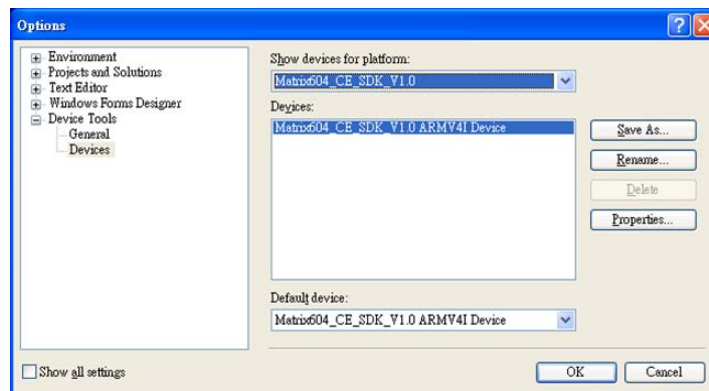 Options
Environment
Projects and Solutions
Text Editor
Windows Forms Designer
Device Tools
General
Devices
Show devices for platform:
Matrix604_CE_SDK_V1.0
Devices:
Matrix604_CE_SDK_V1.0 ARMV4I Device
Save As...
Rename...
Delete
Properties...
Default device:
Matrix604_CE_SDK_V1.0 ARMV4I Device
Show all settings
OK
Cancel